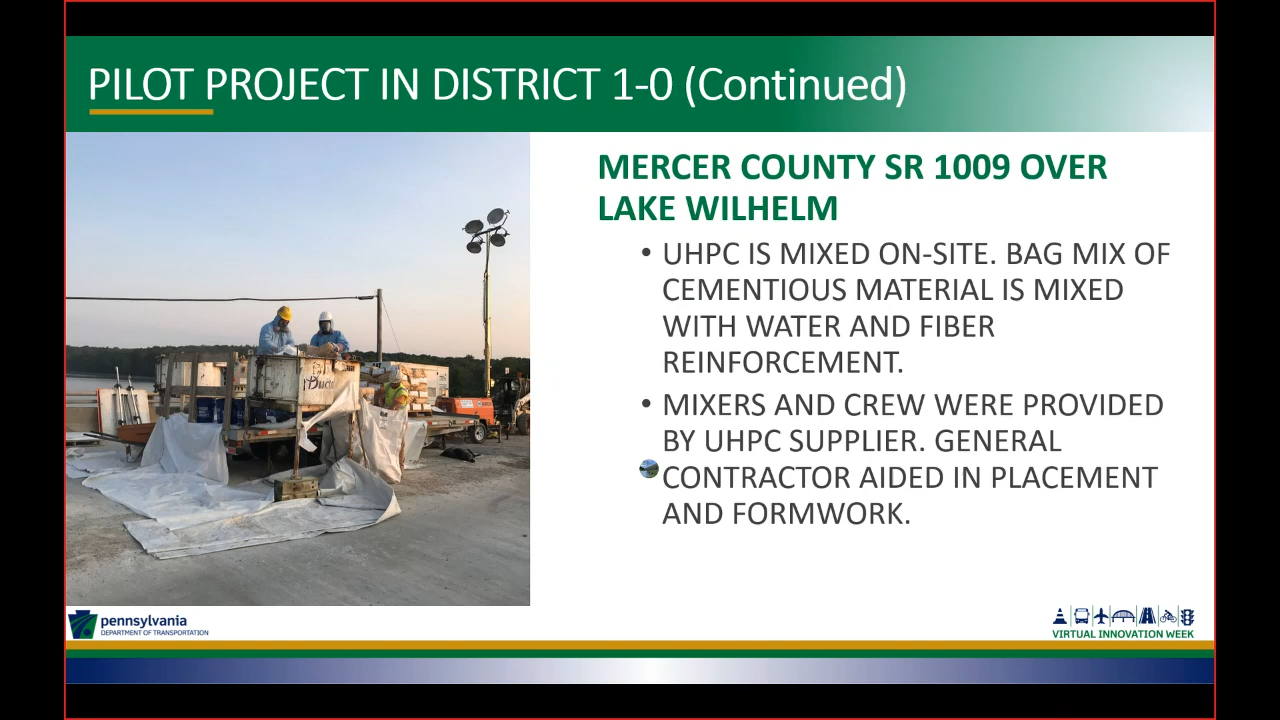 PILOT PROJECT IN DISTRICT 1-0 (Continued)
MERCER COUNTY SR 1009 OVER
LAKE WILHELM
• UHPC IS MIXED ON-SITE. BAG MIX OF
CEMENTIOUS MATERIAL IS MIXED
WITH WATER AND FIBER
REINFORCEMENT.
• MIXERS AND CREW WERE PROVIDED
BY UHPC SUPPLIER. GENERAL
CONTRACTOR AIDED IN PLACEMENT
AND FORMWORK.
pennsylvania
DEPARTMENT OF TRANSPORTATION
VIRTUAL INNOVATION WEEK